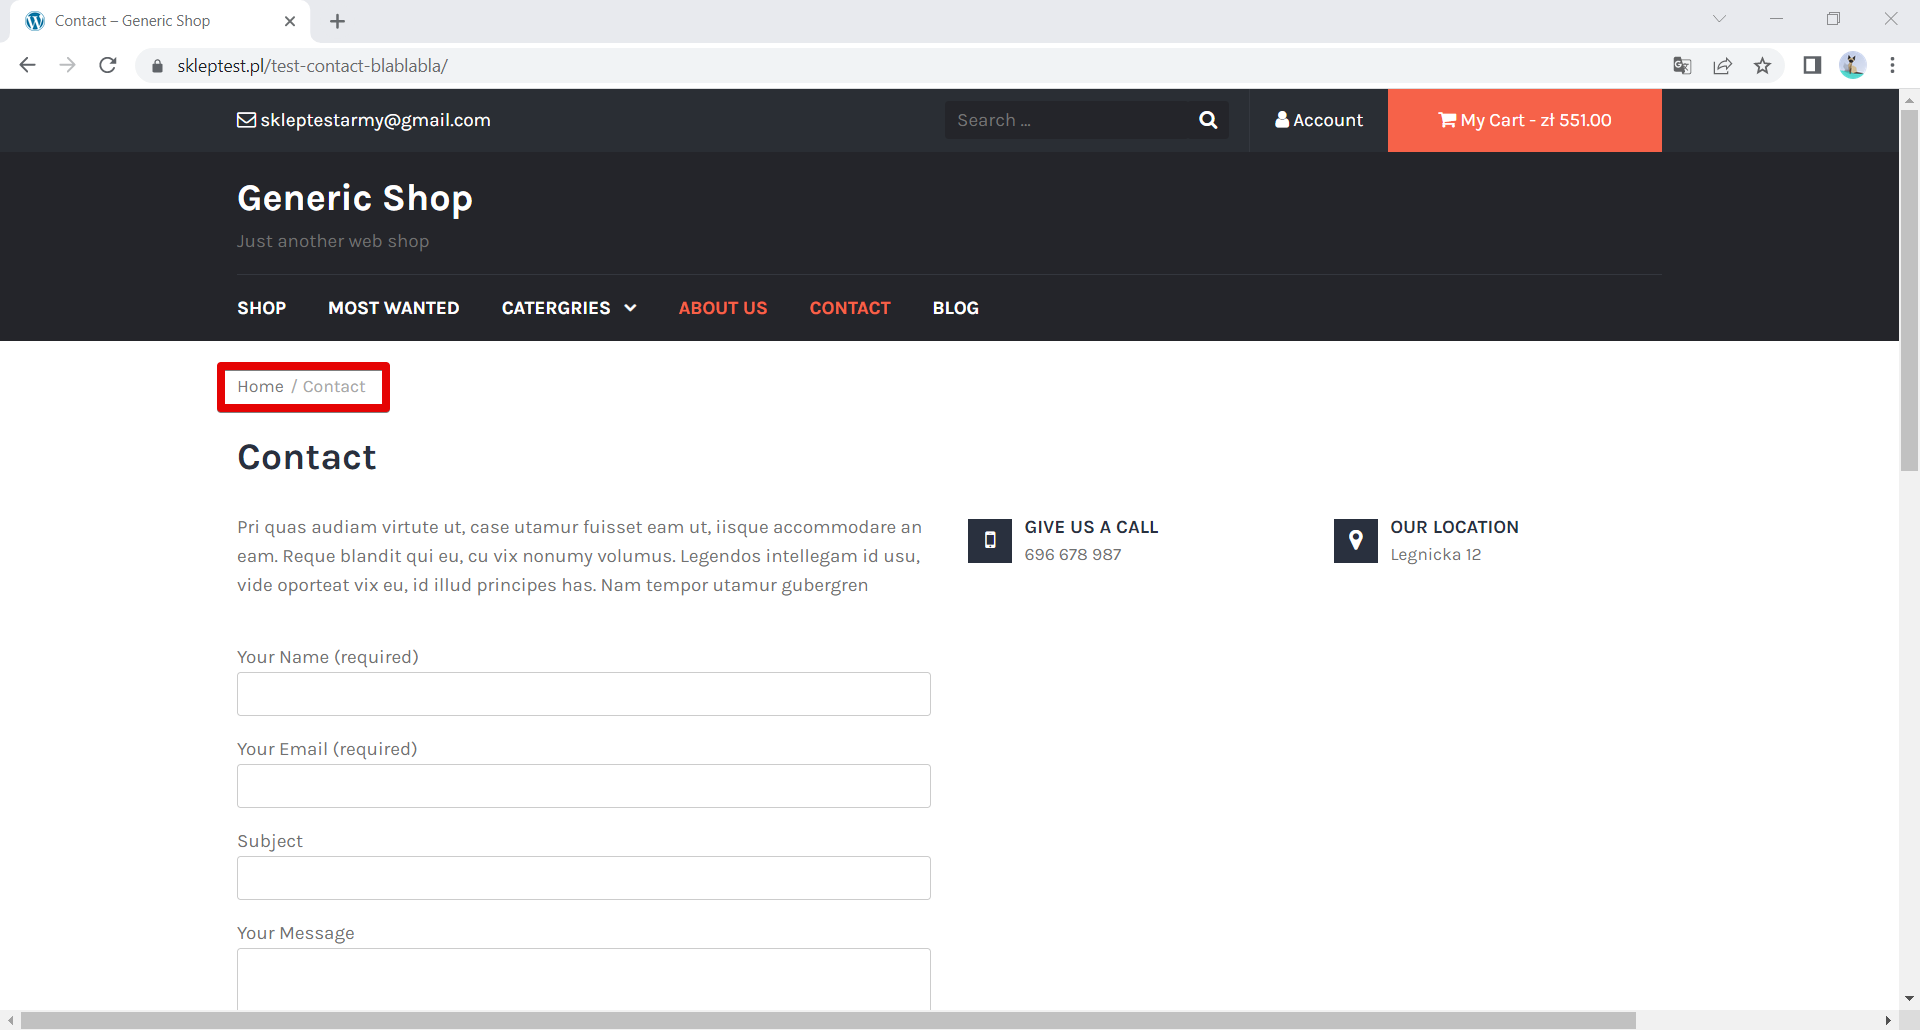 Contact – Generic Shop
skleptest.pl/test-contact-blablabla/
skleptestarmy@gmail.com
Search ...
Account
My Cart - zł 551.00
Generic Shop
Just another web shop
SHOP MOST WANTED CATERGRIES ABOUT US CONTACT BLOG
Home / Contact
Contact
Pri quas audiam virtute ut, case utamur fuisset eam ut, iisque accommodare an
eam. Reque blandit qui eu, cu vix nonumy volumus. Legendos intellegam id usu,
vide oporteat vix eu, id illud principes has. Nam tempor utamur gubergren
GIVE US A CALL
696 678 987
OUR LOCATION
Legnicka 12
Your Name (required)
Your Email (required)
Subject
Your Message